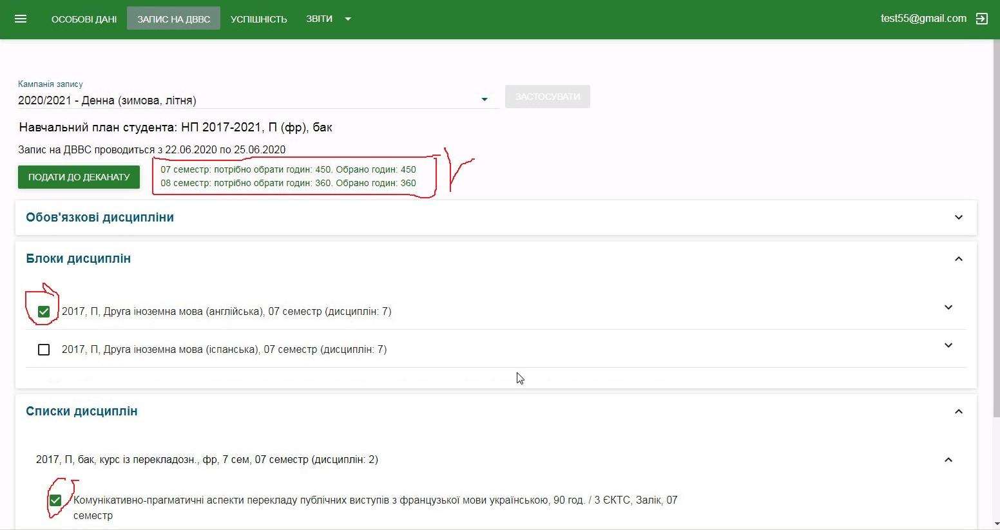 ОСОБОВІ ДАНІ ЗАПИС НА ДВВС УСПІШНІСТЬ ЗВІТИ test55@gmail.com
Кампанія запису
2020/2021 - Денна (зимова, літня) ЗАСТОСУВАТИ
Навчальний план студента: НП 2017-2021, П (фр), бак
Запис на ДВВС проводиться з 22.06.2020 по 25.06.2020
ПОДАТИ ДО ДЕКАНАТУ
07 семестр: потрібно обрати годин: 450. Обрано годин: 450
08 семестр: потрібно обрати годин: 360. Обрано годин: 360
Обов'язкові дисципліни
Блоки дисциплін
2017, П, Друга іноземна мова (англійська), 07 семестр (дисциплін: 7)
2017, П, Друга іноземна мова (іспанська), 07 семестр (дисциплін: 7)
Списки дисциплін
2017, П, бак, курс із перекладозн., фр, 7 сем, 07 семестр (дисциплін: 2)
Комунікативно-прагматичні аспекти перекладу публічних виступів з французької мови українською, 90 год. / 3 ЄКТС, Залік, 07
семестр